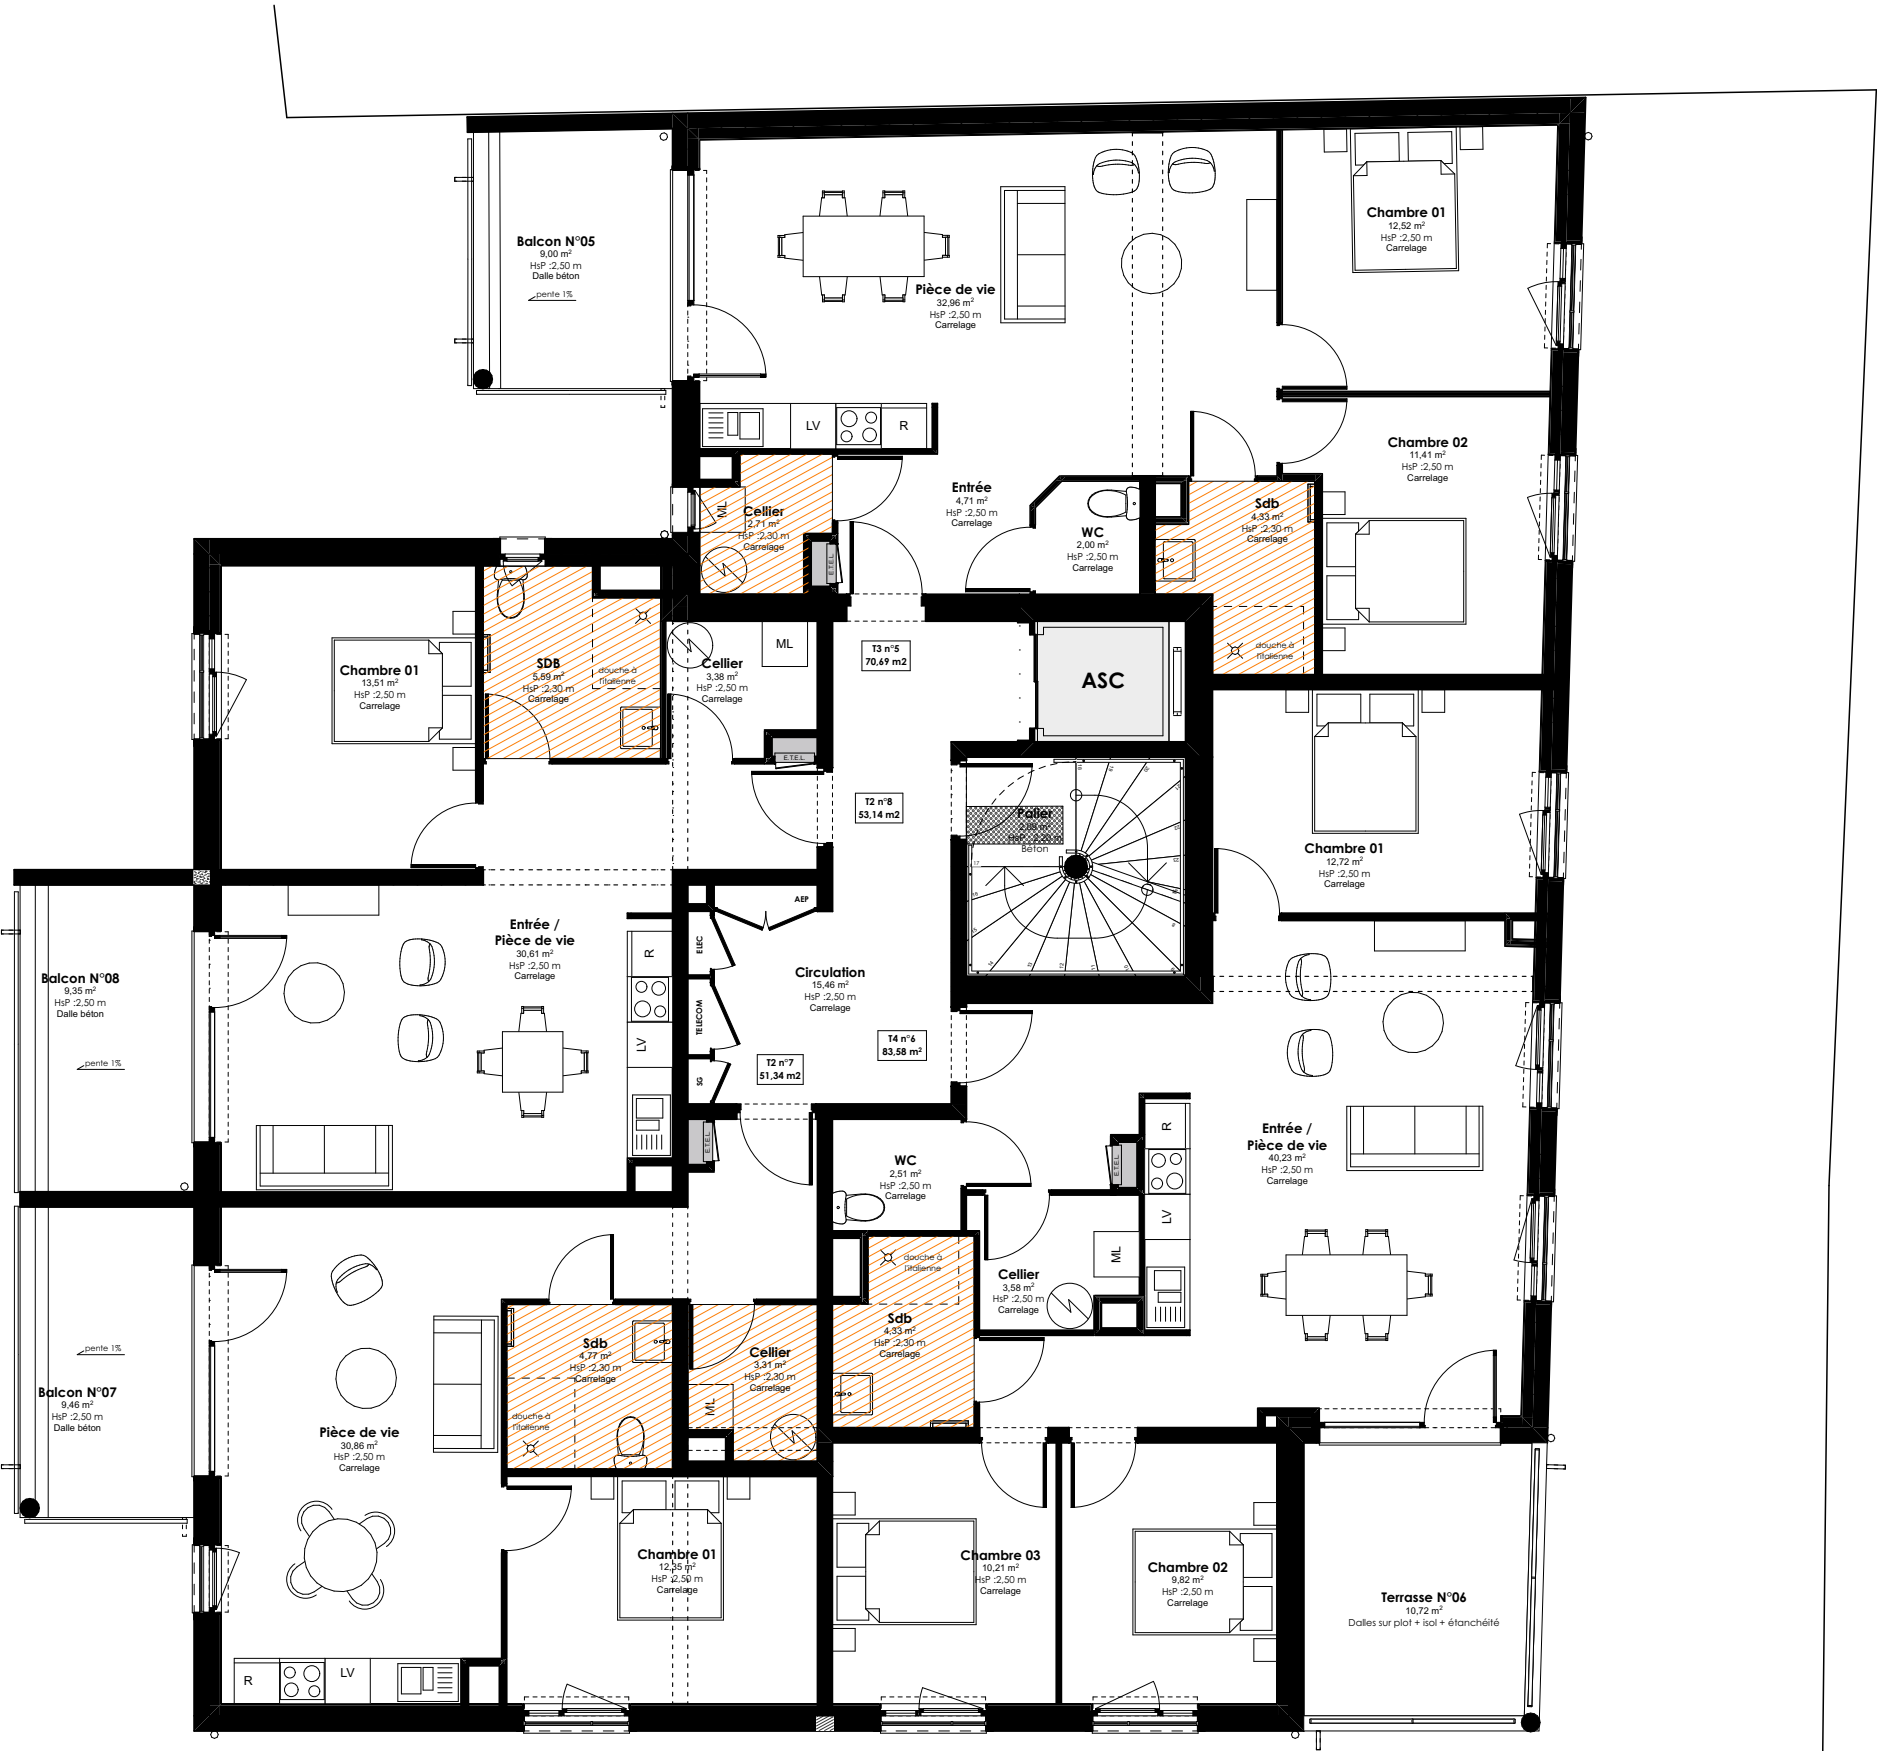 Balcon N°05
9,00 m²
HsP :2,50 m
Dalle béton
pente 1%
Pièce de vie
32,96 m²
HsP :2,50 m
Carrelage
Chambre 01
12,52 m²
HsP :2,50 m
Carrelage
LV
R
Chambre 02
11,41 m²
HsP :2,50 m
Carrelage
Entrée
4,71 m²
HsP :2,50 m
Carrelage
ML
Cellier
2,71 m²
HsP :2,30 m
Carrelage
E.T.E.L.
WC
2,00 m²
HsP :2,50 m
Carrelage
Sdb
4,33 m²
HsP :2,30 m
Carrelage
douche à
l'italienne
Chambre 01
13,51 m²
HsP :2,50 m
Carrelage
SDB
5,59 m²
HsP :2,30 m
Carrelage
douche à
l'italienne
Cellier
3,38 m²
HsP :2,50 m
Carrelage
ML
E.T.E.L.
T3 n°5
70,69 m2
ASC
T2 n°8
53,14 m2
Palier
HsP :2,50 m
Béton
Chambre 01
12,72 m²
HsP :2,50 m
Carrelage
AEP
ELEC
TELECOM
SG
Entrée /
Pièce de vie
30,61 m²
HsP :2,50 m
Carrelage
R
LV
Balcon N°08
9,35 m²
HsP :2,50 m
Dalle béton
pente 1%
Circulation
15,46 m²
HsP :2,50 m
Carrelage
T4 n°6
83,58 m²
T2 n°7
51,34 m2
E.T.E.L.
WC
2,51 m²
HsP :2,50 m
Carrelage
E.T.E.L.
R
LV
Entrée /
Pièce de vie
40,23 m²
HsP :2,50 m
Carrelage
ML
Cellier
3,58 m²
HsP :2,50 m
Carrelage
douche à
l'italienne
Sdb
4,33 m²
HsP :2,30 m
Carrelage
Sdb
4,77 m²
HsP :2,30 m
Carrelage
douche à
l'italienne
Cellier
3,31 m²
HsP :2,30 m
Carrelage
ML
pente 1%
Balcon N°07
9,46 m²
HsP :2,50 m
Dalle béton
Pièce de vie
30,86 m²
HsP :2,50 m
Carrelage
R
LV
Chambre 01
12,35 m²
HsP :2,50 m
Carrelage
Chambre 03
10,21 m²
HsP :2,50 m
Carrelage
Chambre 02
9,82 m²
HsP :2,50 m
Carrelage
Terrasse N°06
10,72 m²
Dalles sur plot + isol + étanchéité